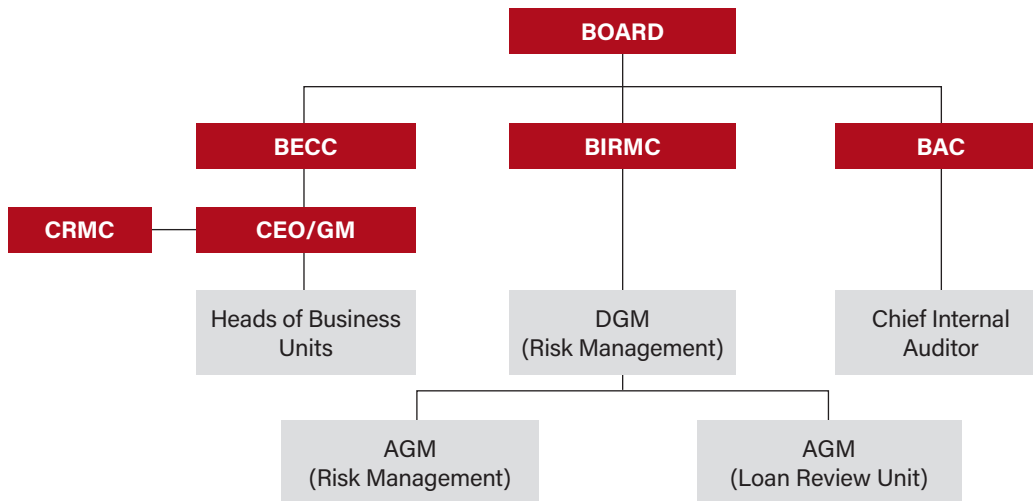 BOARD
BECC
BIRMC
BAC
CRMC
CEO/GM
Heads of Business
Units
DGM
(Risk Management)
Chief Internal
Auditor
AGM
(Risk Management)
AGM
(Loan Review Unit)